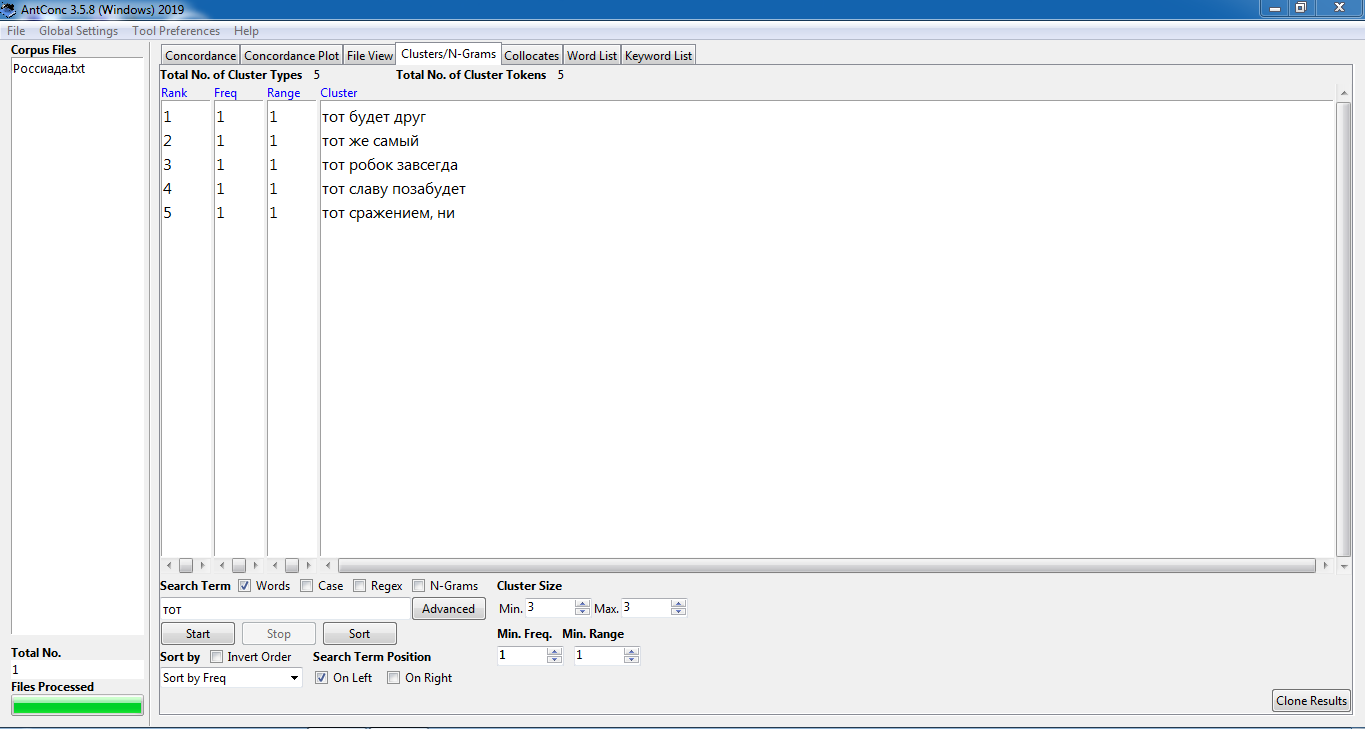 AntConc 3.5.8 (Windows) 2019
File Global Settings Tool Preferences Help
Corpus Files
Россиада.txt
Concordance Concordance Plot File View Clusters/N-Grams Collocates Word List Keyword List
Total No. of Cluster Types 5 Total No. of Cluster Tokens 5
Rank Freq Range Cluster
1 1 1 тот будет друг
2 1 1 тот же самый
3 1 1 тот робок завсегда
4 1 1 тот славу позабудет
5 1 1 тот сражением, ни
Search Term Words Case Regex N-Grams Cluster Size
тот Advanced Min. 3 Max. 3
Start Stop Sort Min. Freq. Min. Range
Sort by Invert Order Search Term Position 1 1
Sort by Freq On Left On Right
Total No.
1
Files Processed
Clone Results